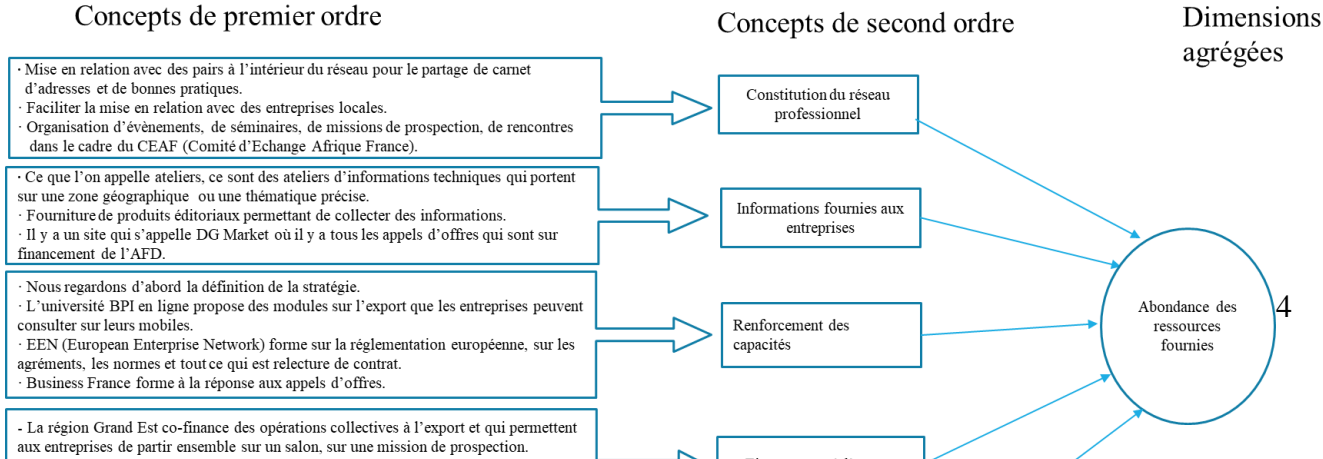 Concepts de premier ordre
Concepts de second ordre
Dimensions
agrégées
· Mise en relation avec des pairs à l’intérieur du réseau pour le partage de carnet
d’adresses et de bonnes pratiques.
· Faciliter la mise en relation avec des entreprises locales.
· Organisation d’évènements, de séminaires, de missions de prospection, de rencontres
dans le cadre du CEAF (Comité d’Echange Afrique France).
Constitution du réseau
professionnel
· Ce que l’on appelle ateliers, ce sont des ateliers d’informations techniques qui portent
sur une zone géographique ou une thématique précise.
· Fourniture de produits éditoriaux permettant de collecter des informations.
· Il y a un site qui s’appelle DG Market où il y a tous les appels d’offres qui sont sur
financement de l’AFD.
Informations fournies aux
entreprises
· Nous regardons d’abord la définition de la stratégie.
· L’université BPI en ligne propose des modules sur l’export que les entreprises peuvent
consulter sur leurs mobiles.
· EEN (European Enterprise Network) forme sur la réglementation européenne, sur les
agréments, les normes et tout ce qui est relecture de contrat.
· Business France forme à la réponse aux appels d’offres.
Renforcement des
capacités
Abondance des
ressources
fournies
4
- La région Grand Est co-finance des opérations collectives à l’export et qui permettent
aux entreprises de partir ensemble sur un salon, sur une mission de prospection.